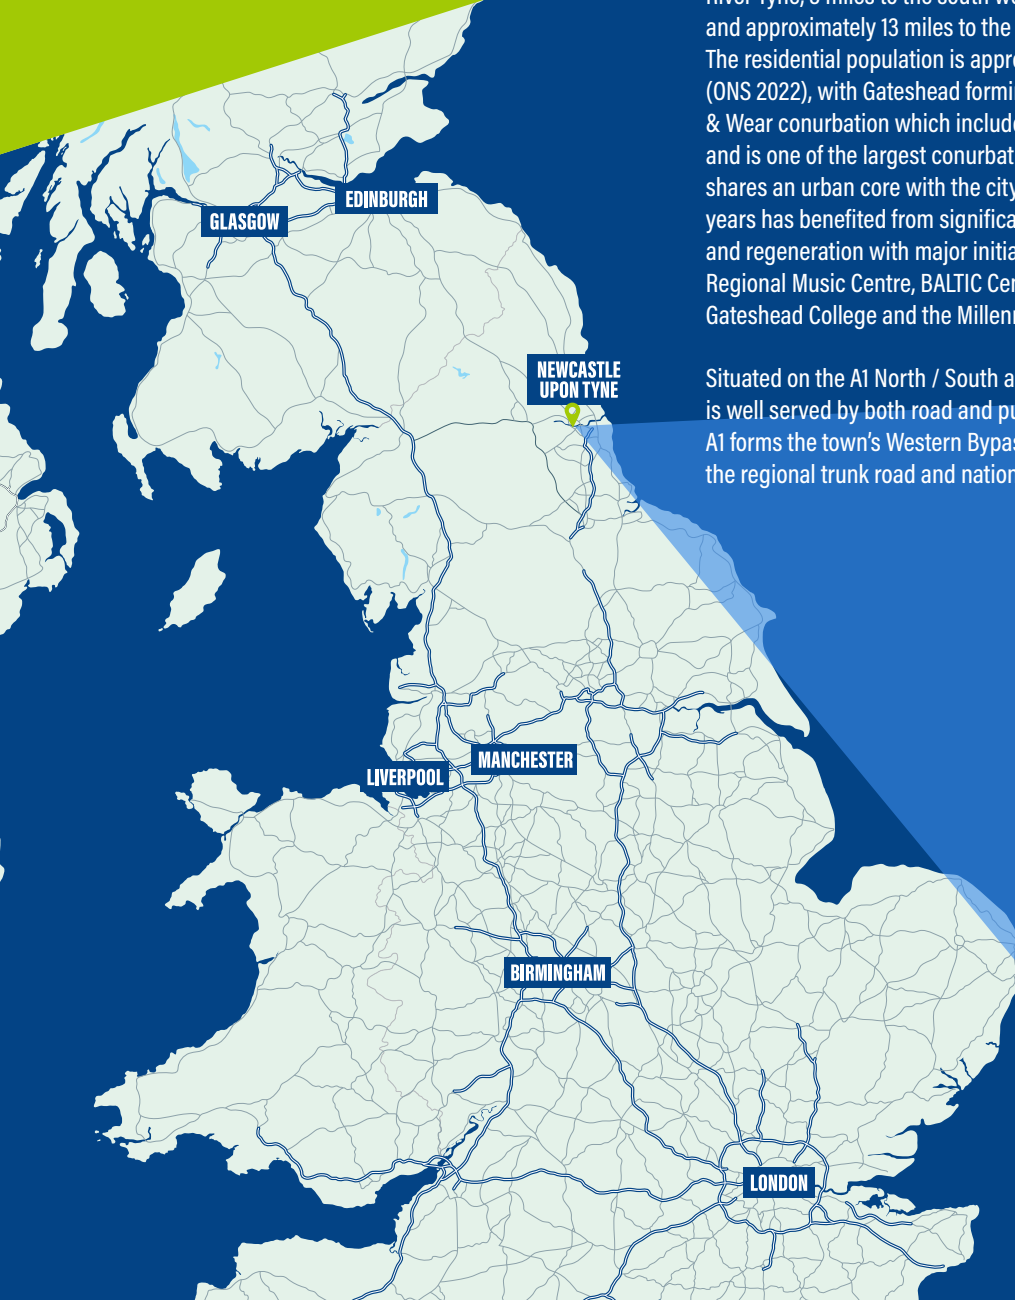 and approximately 13 miles to the
The residential population is appr
(ONS 2022), with Gateshead formi
& Wear conurbation which include
and is one of the largest conurbat
shares an urban core with the city
years has benefited from significa
and regeneration with major initia
Regional Music Centre, BALTIC Cer
Gateshead College and the Millenn
Situated on the A1 North / South a
is well served by both road and pu
A1 forms the town's Western Bypas
the regional trunk road and nation
EDINBURGH
GLASGOW
NEWCASTLE
UPON TYNE
MANCHESTER
LIVERPOOL
BIRMINGHAM
LONDON